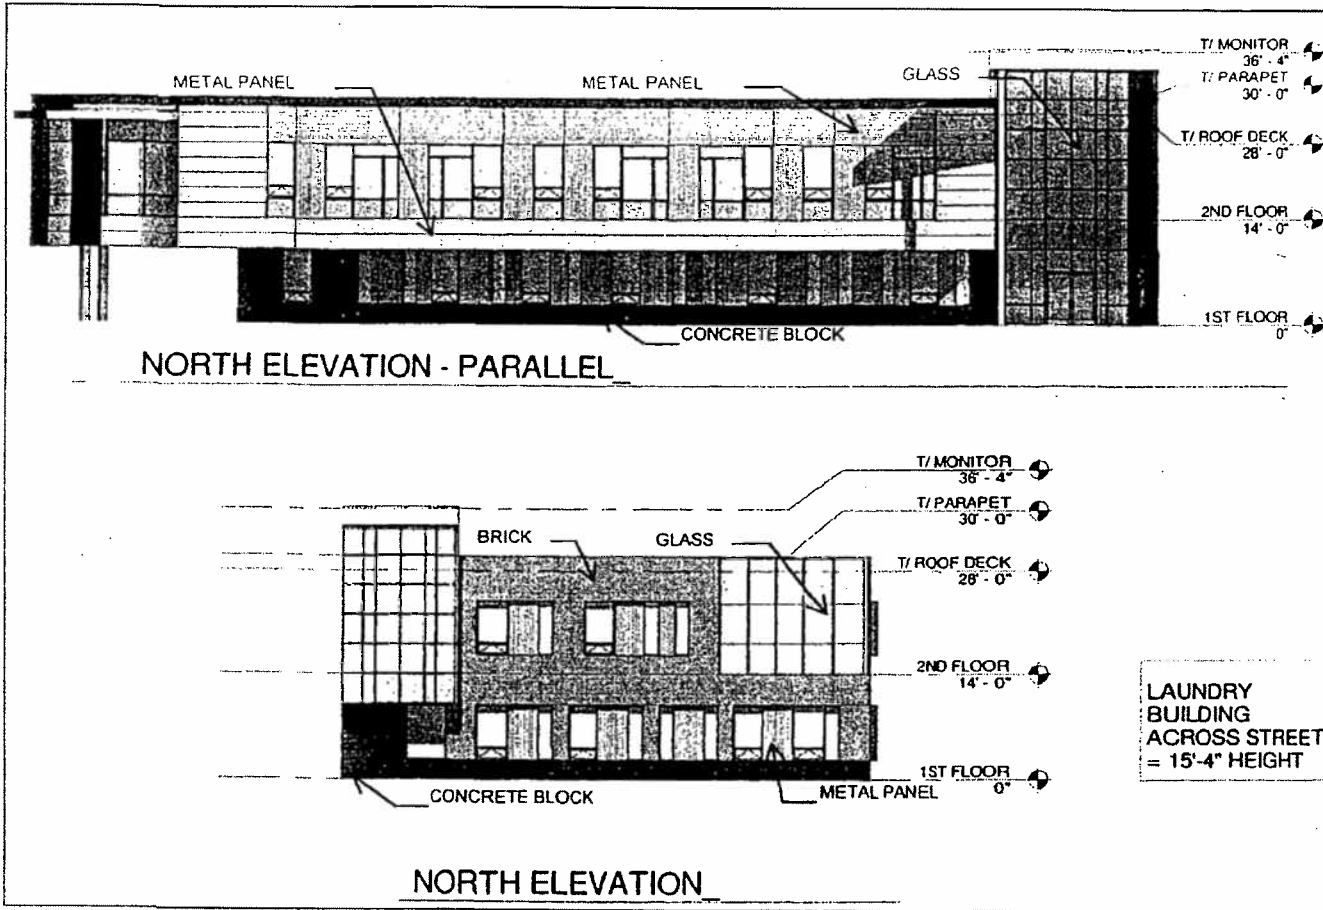 T/ MONITOR
36' - 4"
METAL PANEL
METAL PANEL
GLASS
T/ PARAPET
30' - 0"
T/ ROOF DECK
28' - 0"
2ND FLOOR
14' - 0"
1ST FLOOR
0"
CONCRETE BLOCK
NORTH ELEVATION - PARALLEL
T/ MONITOR
36' - 4"
T/ PARAPET
30' - 0"
BRICK
GLASS
T/ ROOF DECK
28' - 0"
2ND FLOOR
14' - 0"
LAUNDRY
BUILDING
ACROSS STREET
= 15'-4" HEIGHT
1ST FLOOR
0"
CONCRETE BLOCK
METAL PANEL
NORTH ELEVATION